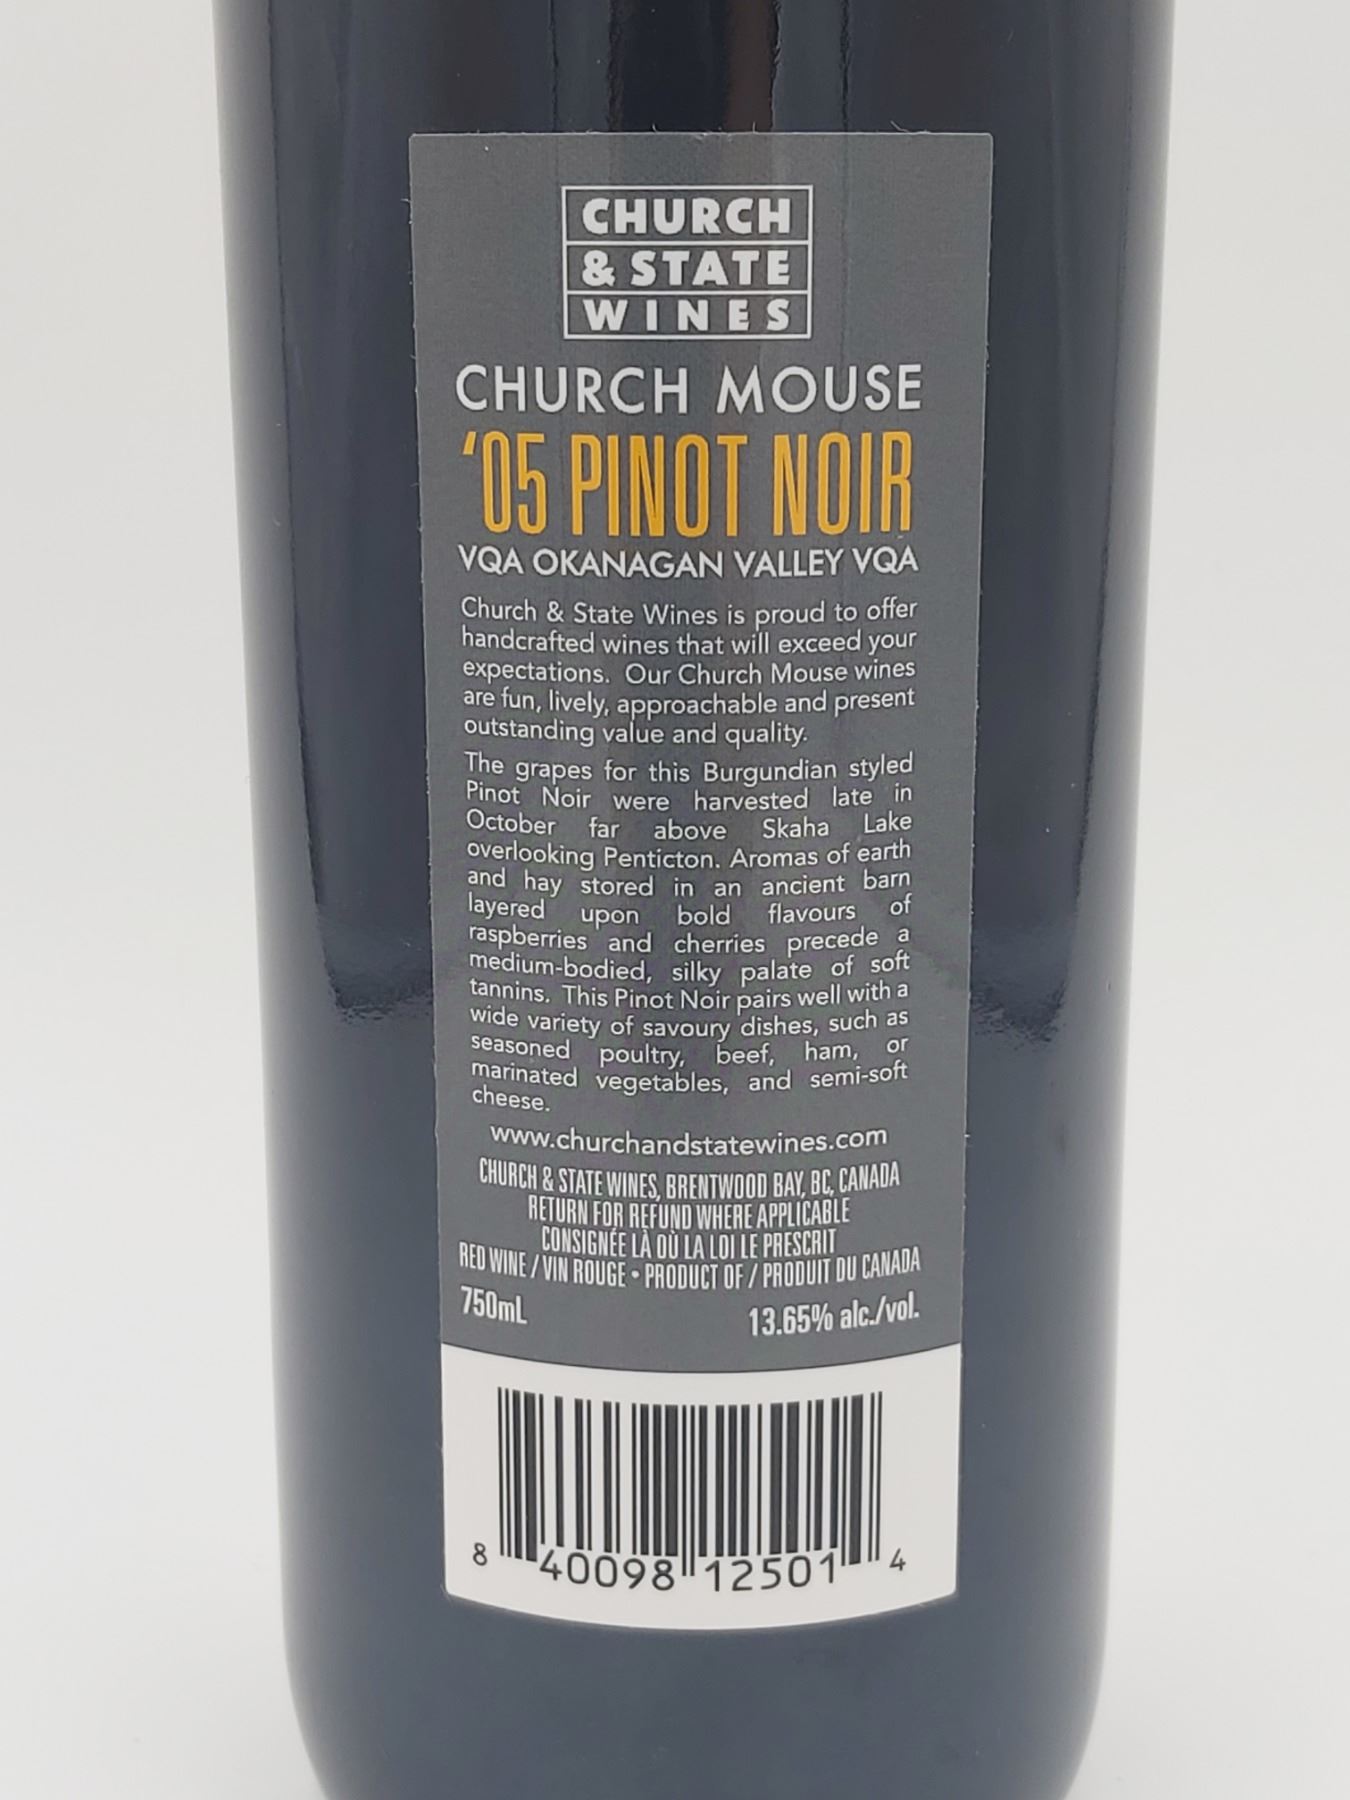 CHURCH
& STATE
WINES
CHURCH MOUSE
‘05 PINOT NOIR
VQA OKANAGAN VALLEY VQA
Church & State Wines is proud to offer
handcrafted wines that will exceed your
expectations. Our Church Mouse wines
are fun, lively, approachable and present
outstanding value and quality.
The grapes for this Burgundian styled
Pinot Noir were harvested late in
October far above Skaha Lake
overlooking Penticton. Aromas of earth
and hay stored in an ancient barn
layered upon bold flavours of
raspberries and cherries precede a
medium-bodied, silky palate of soft
tannins. This Pinot Noir pairs well with a
wide variety of savoury dishes, such as
seasoned poultry, beef, ham, or
marinated vegetables, and semi-soft
cheese.
www.churchandstatewines.com
CHURCH & STATE WINES, BRENTWOOD BAY, BC, CANADA
RETURN FOR REFUND WHERE APPLICABLE
CONSIGNÉE LÀ OÙ LA LOI LE PRESCRIT
RED WINE / VIN ROUGE • PRODUCT OF / PRODUIT DU CANADA
750mL 13.65% alc./vol.
8 40098 12501 4